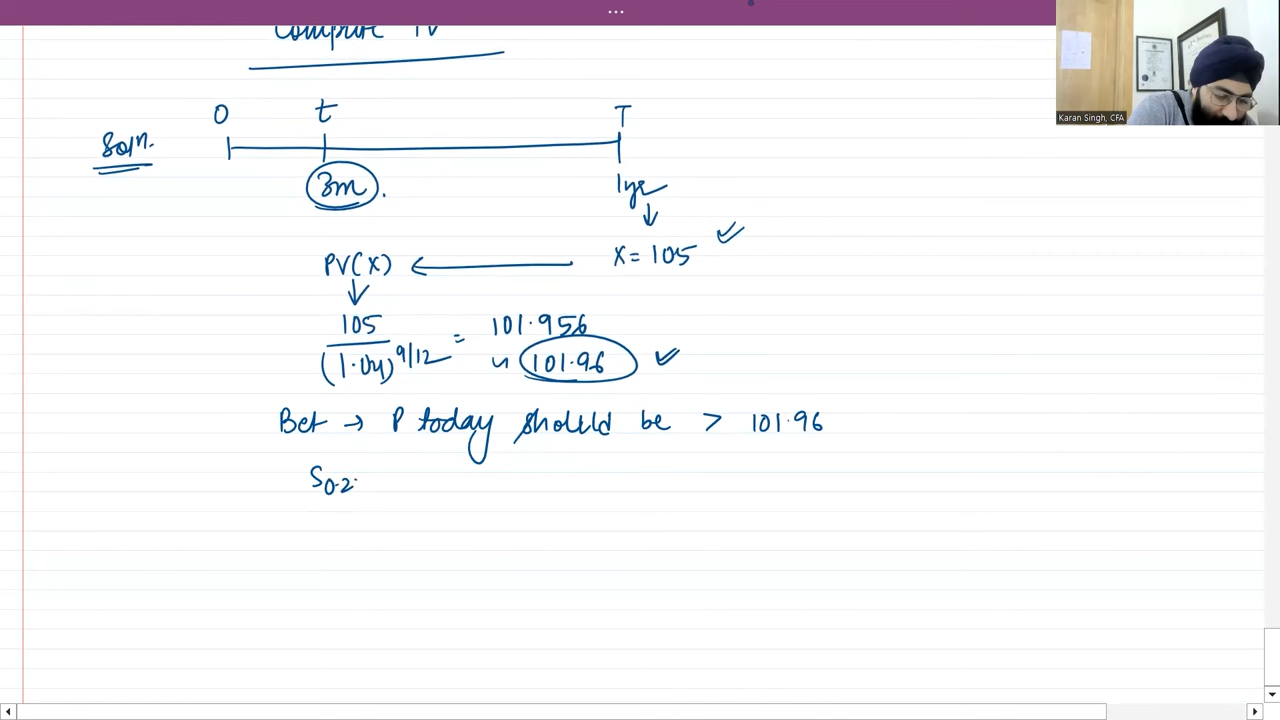 ...
Compute IV
Karan Singh, CFA
0 t T
Soln.
3m. 1yr
X = 105
PV(X)
105
(1.04)^9/12 = 101.956
≈ 101.96
Bet → P today should be > 101.96
S0.2